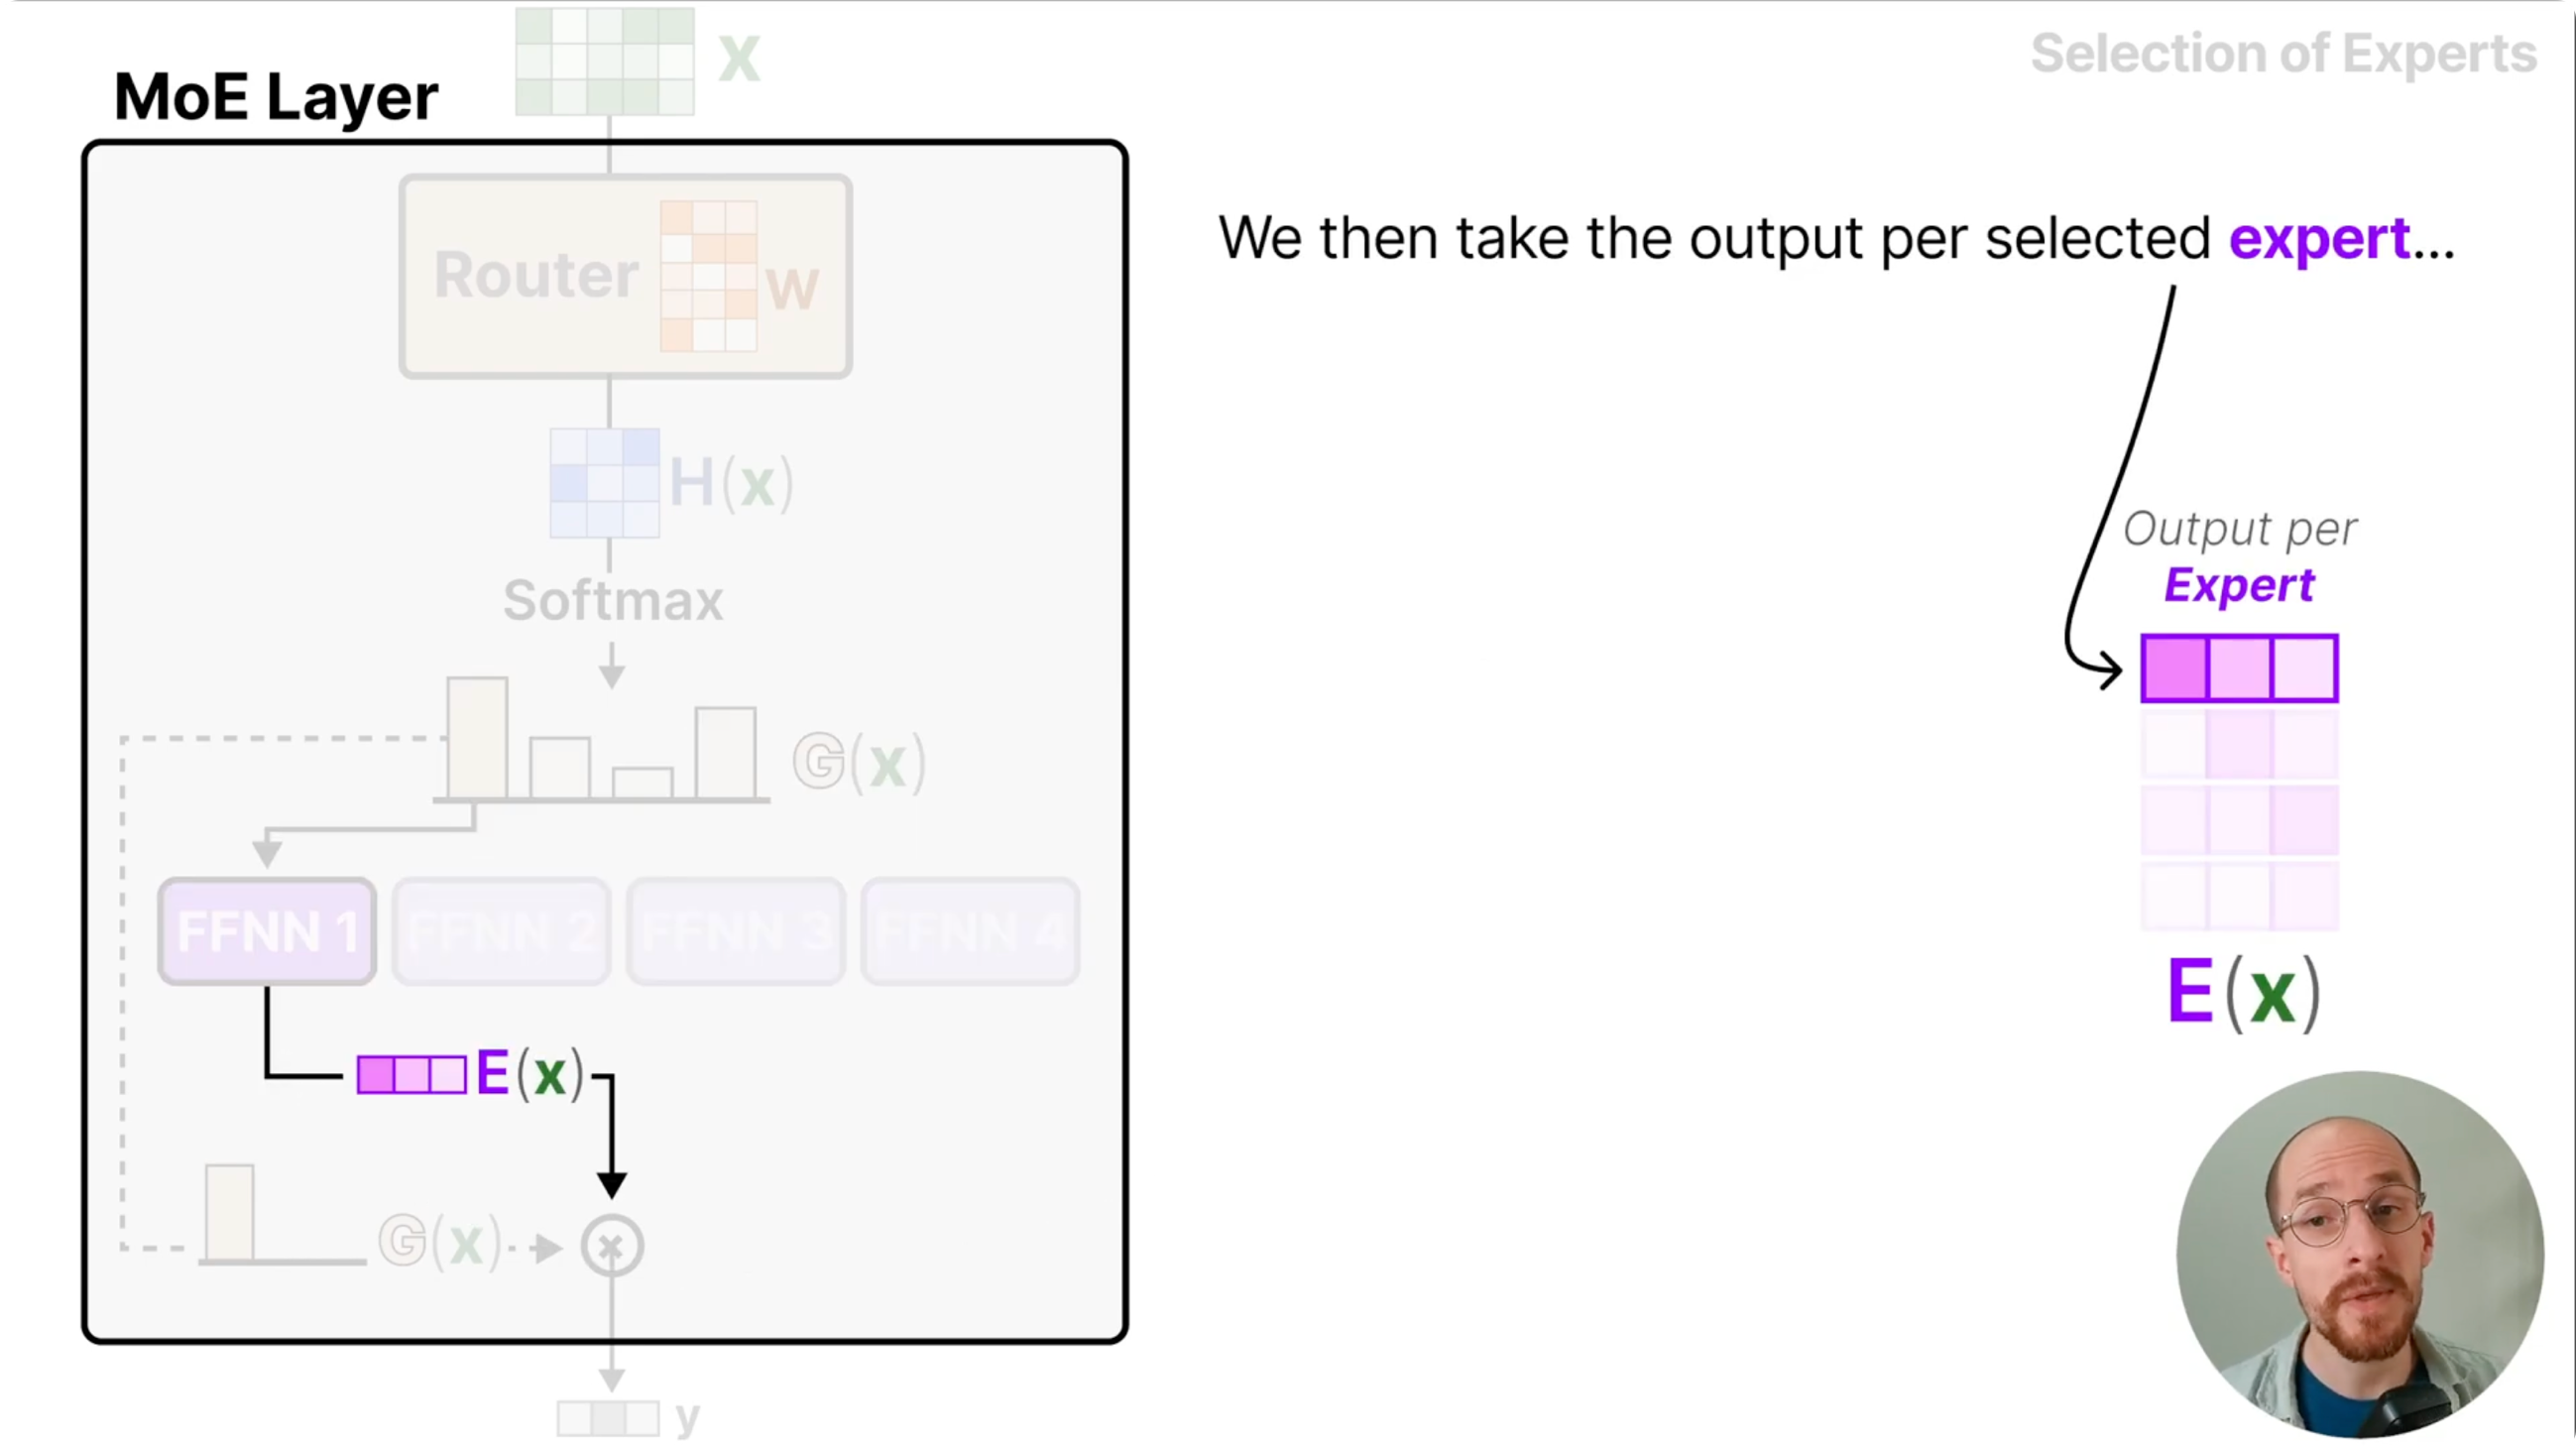 Selection of Experts
MoE Layer
X
Router
W
H(x)
Softmax
G(x)
FFNN 1
FFNN 2
FFNN 3
FFNN 4
E(x)
G(x)
y
We then take the output per selected expert...
Output per
Expert
E(x)